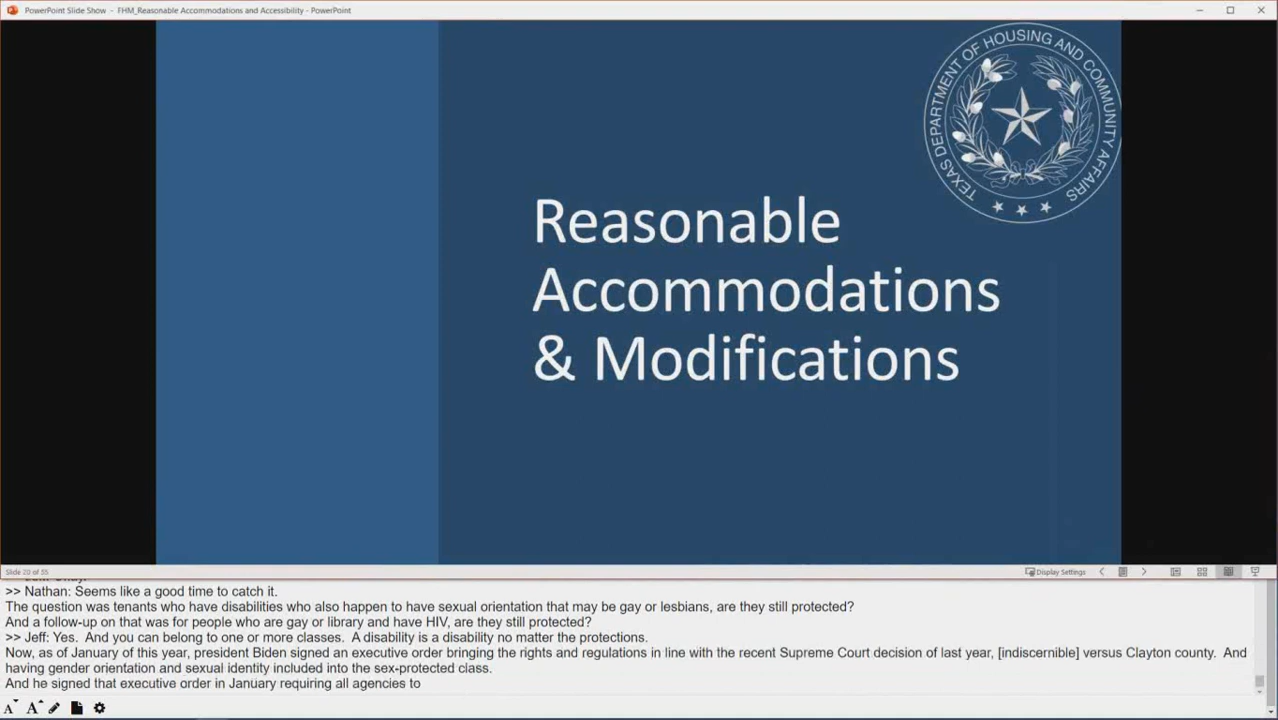 PowerPoint Slide Show - FHM_Reasonable Accommodations and Accessibility - PowerPoint
TEXAS DEPARTMENT OF HOUSING AND COMMUNITY AFFAIRS
Reasonable
Accommodations
& Modifications
Slide 20 of 55
Display Settings
>> Nathan: Seems like a good time to catch it.
The question was tenants who have disabilities who also happen to have sexual orientation that may be gay or lesbians, are they still protected?
And a follow-up on that was for people who are gay or library and have HIV, are they still protected?
>> Jeff: Yes. And you can belong to one or more classes. A disability is a disability no matter the protections.
Now, as of January of this year, president Biden signed an executive order bringing the rights and regulations in line with the recent Supreme Court decision of last year, [indiscernible] versus Clayton county. And
having gender orientation and sexual identity included into the sex-protected class.
And he signed that executive order in January requiring all agencies to
A A